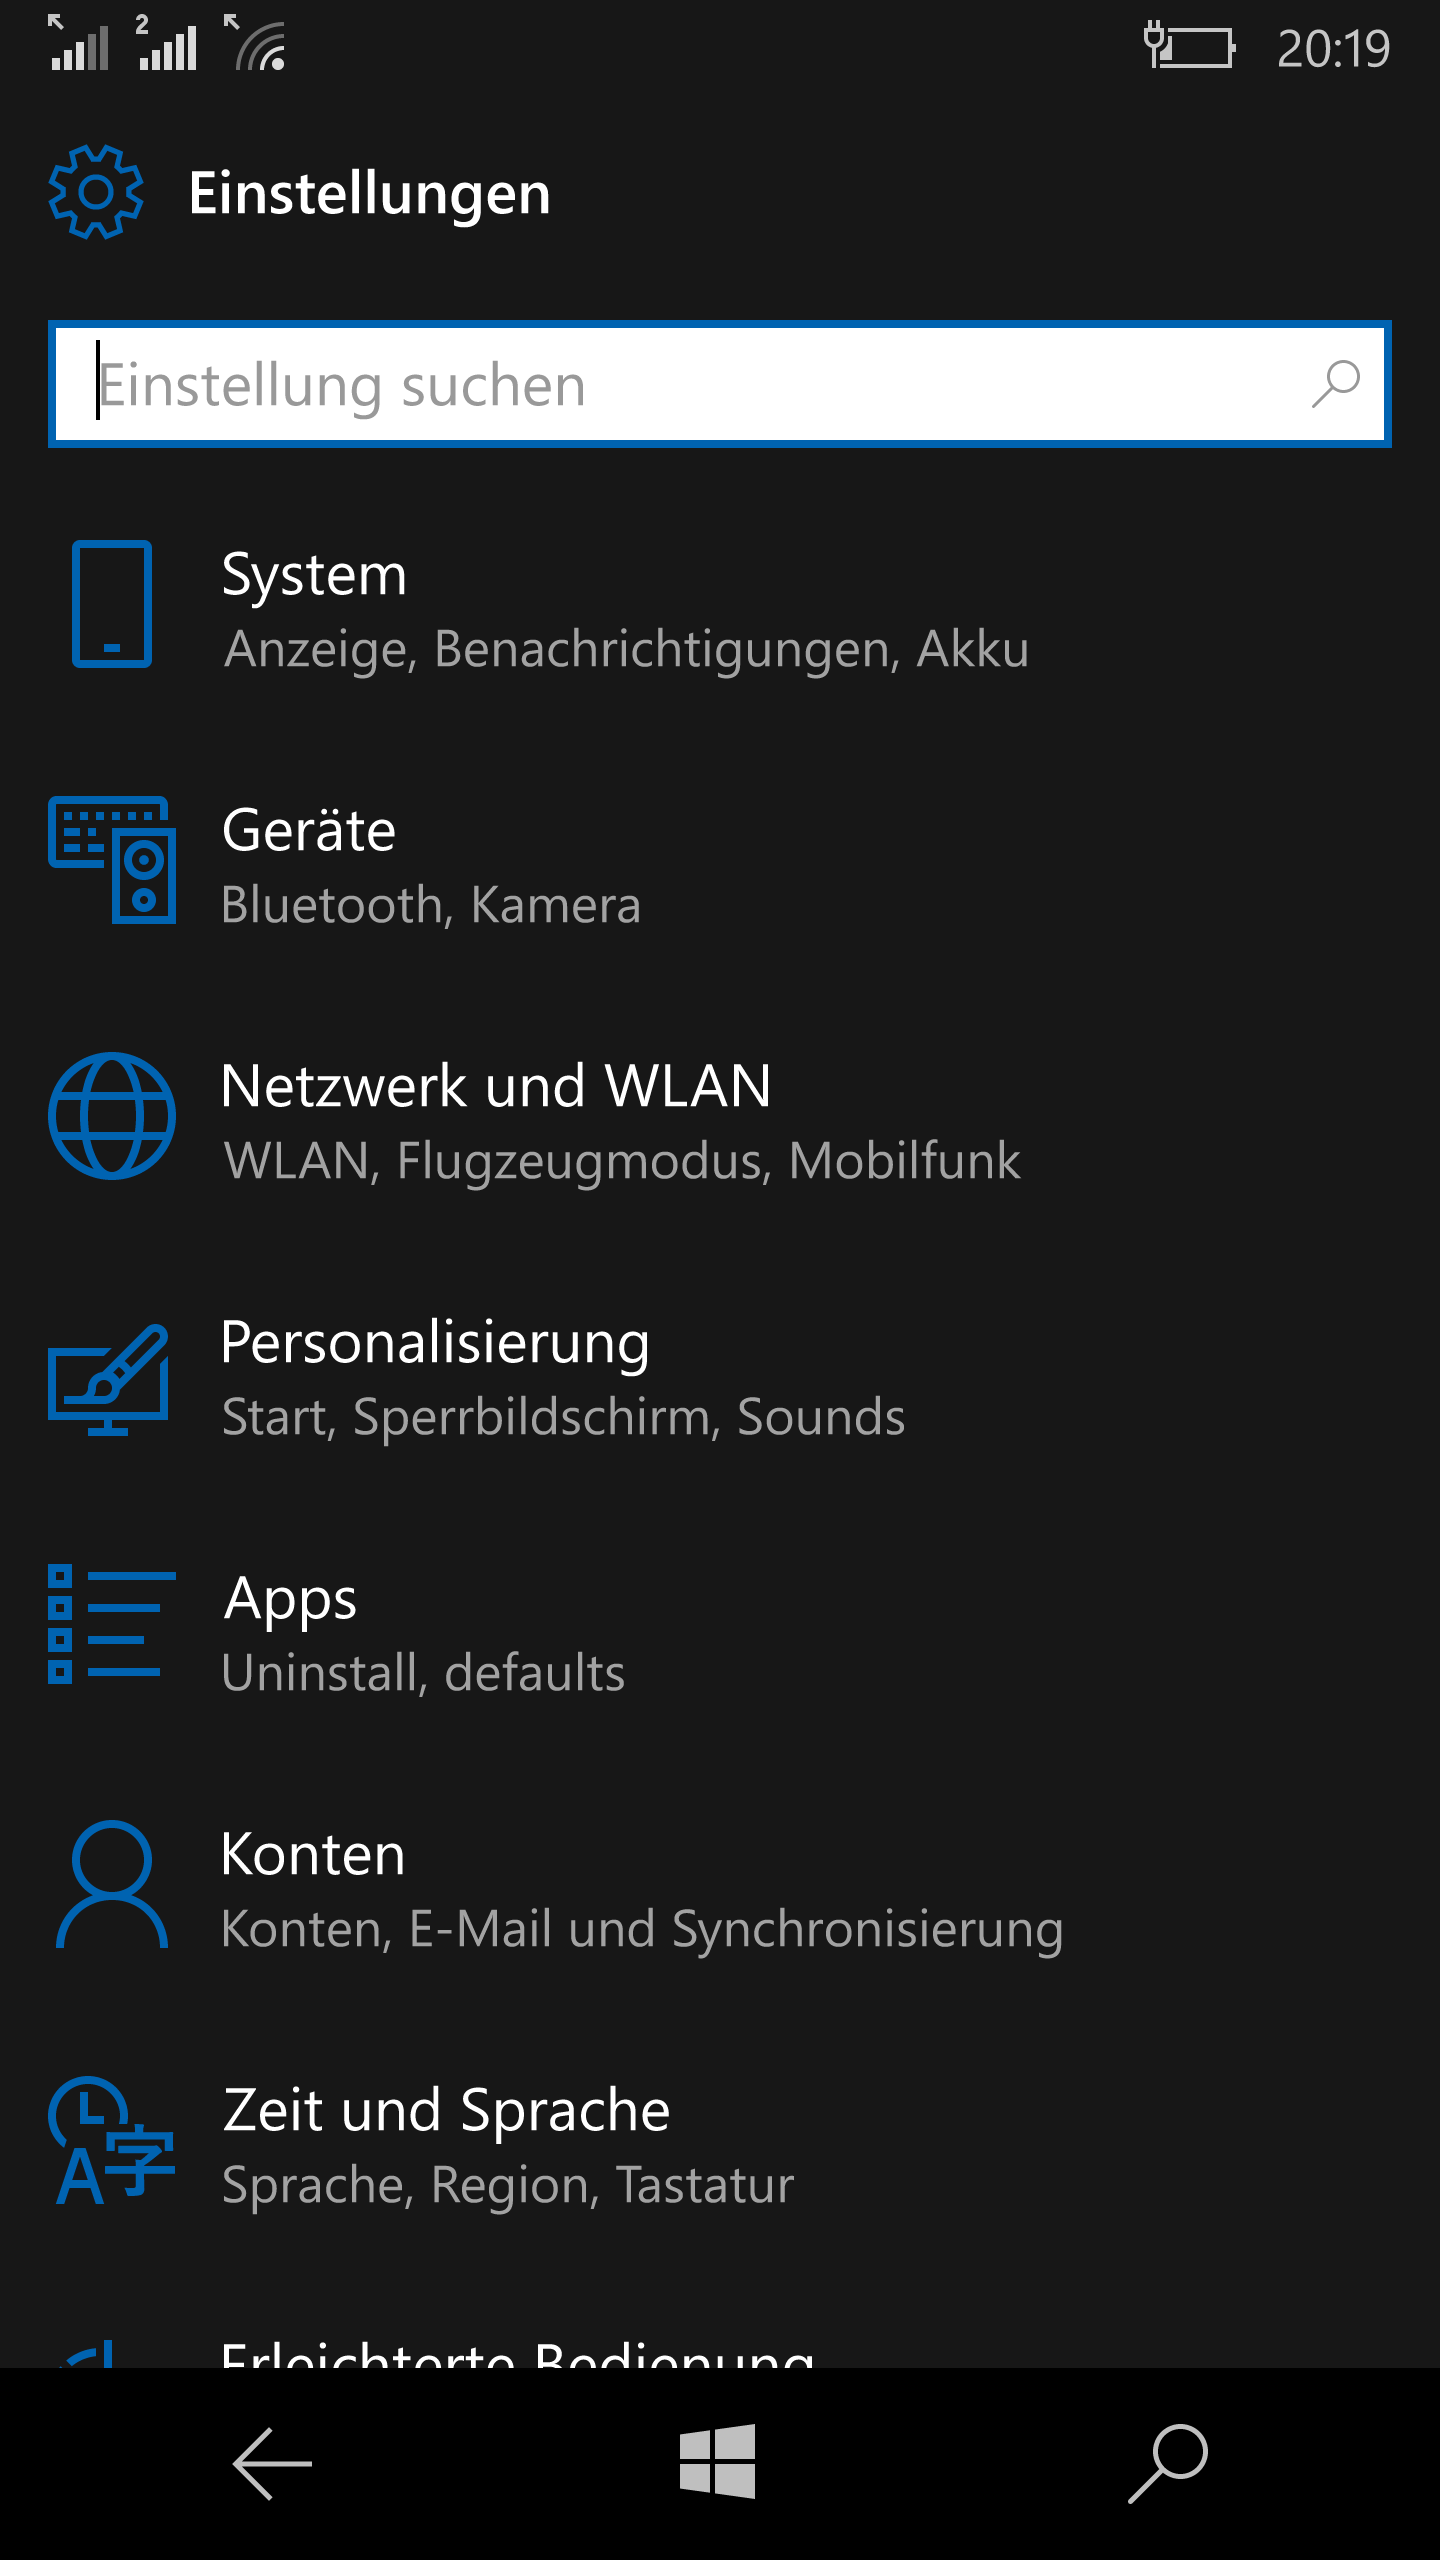 2
20:19
Einstellungen
Einstellung suchen
System
Anzeige, Benachrichtigungen, Akku
Geräte
Bluetooth, Kamera
Netzwerk und WLAN
WLAN, Flugzeugmodus, Mobilfunk
Personalisierung
Start, Sperrbildschirm, Sounds
Apps
Uninstall, defaults
Konten
Konten, E-Mail und Synchronisierung
A字
Zeit und Sprache
Sprache, Region, Tastatur
Erleichterte Bedienung